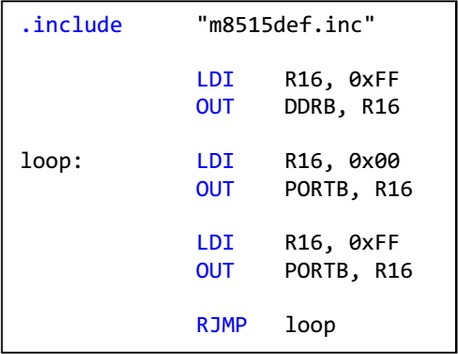 .include "m8515def.inc"
LDI R16, 0xFF
OUT DDRB, R16
loop: LDI R16, 0x00
OUT PORTB, R16
LDI R16, 0xFF
OUT PORTB, R16
RJMP loop